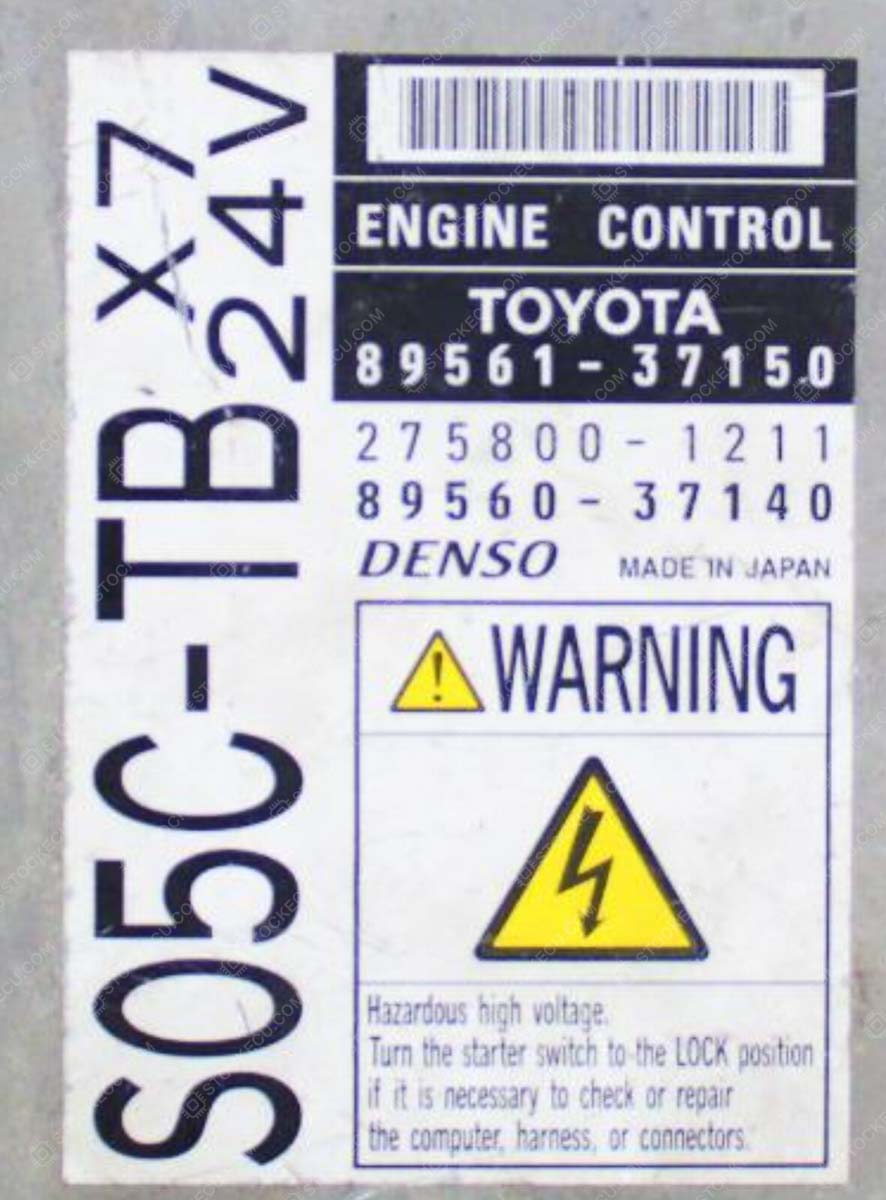 S05C-TB
X7
24V
ENGINE CONTROL
TOYOTA
89561-37150
275800-1211
89560-37140
DENSO MADE IN JAPAN
! WARNING
Hazardous high voltage.
Turn the starter switch to the LOCK position
if it is necessary to check or repair
the computer, harness, or connectors.
STOCKECU.COM